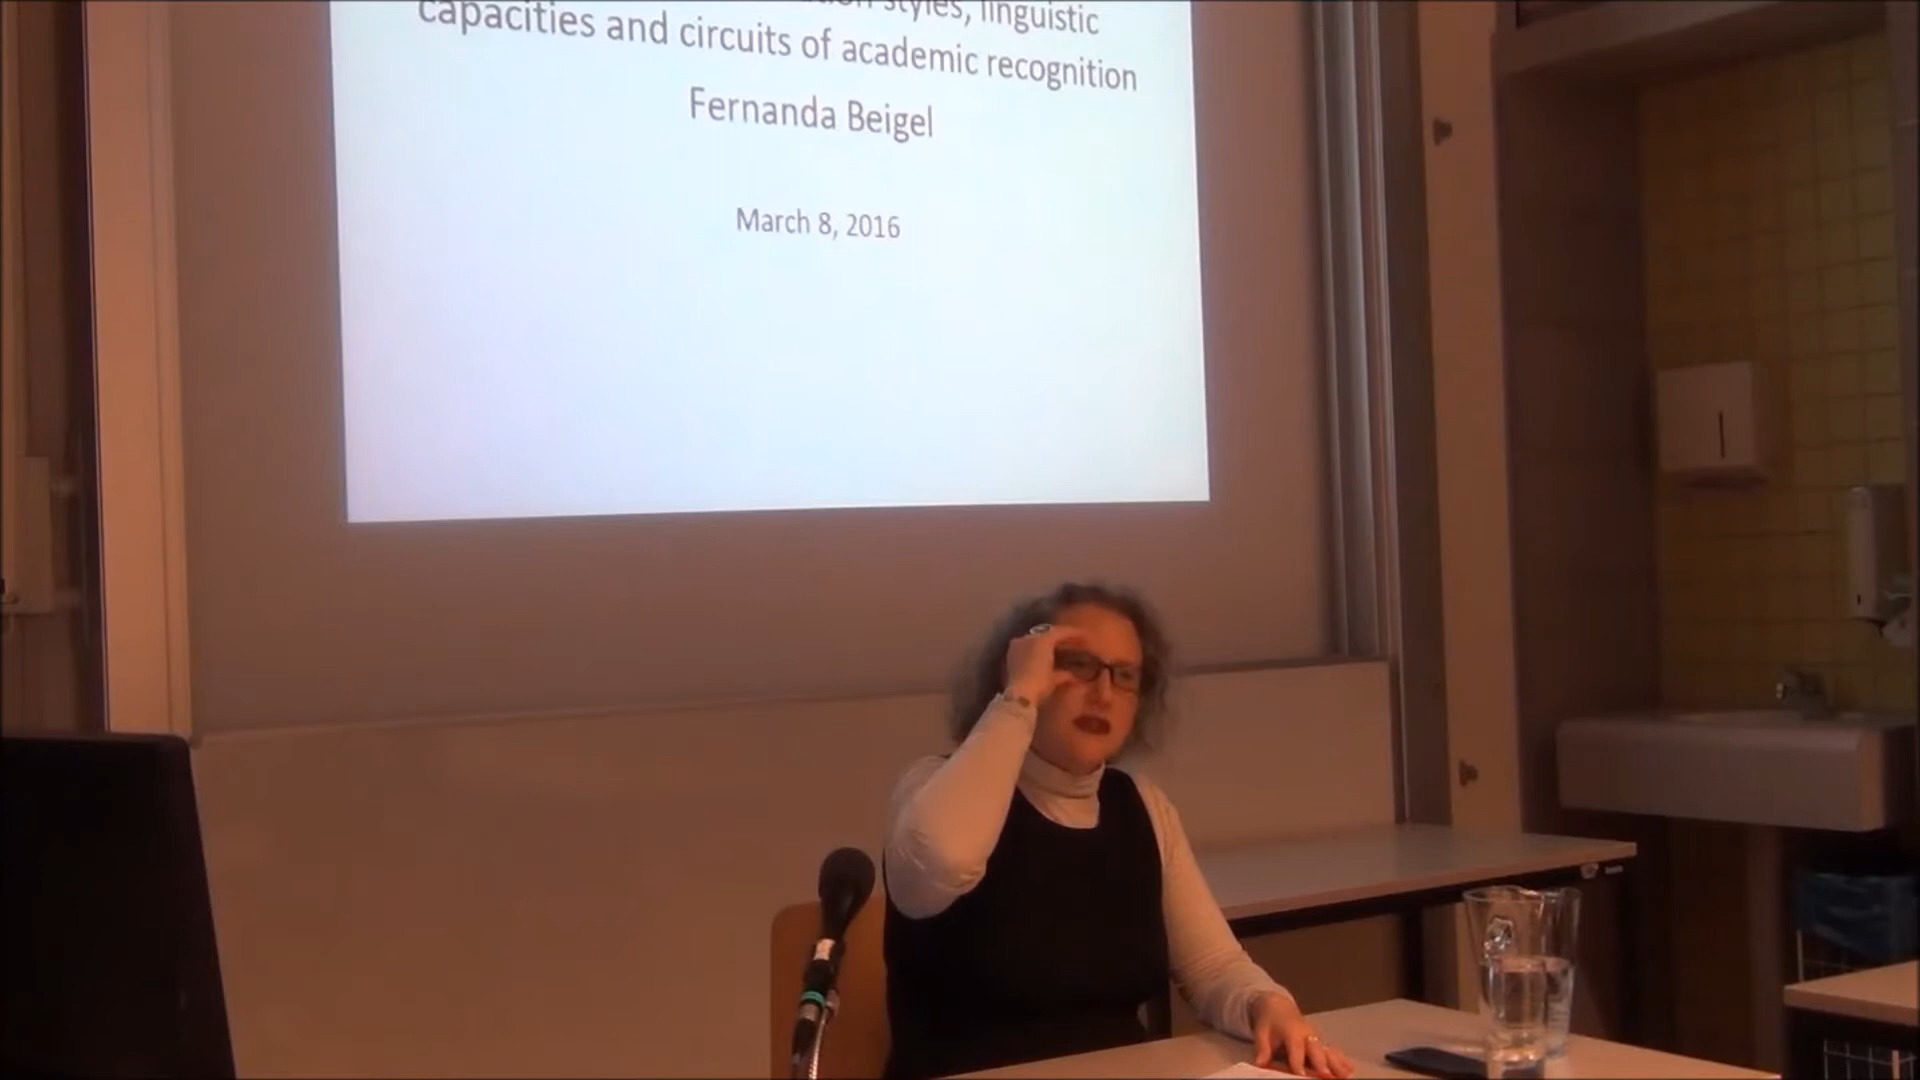 styles, linguistic
capacities and circuits of academic recognition
Fernanda Beigel
March 8, 2016